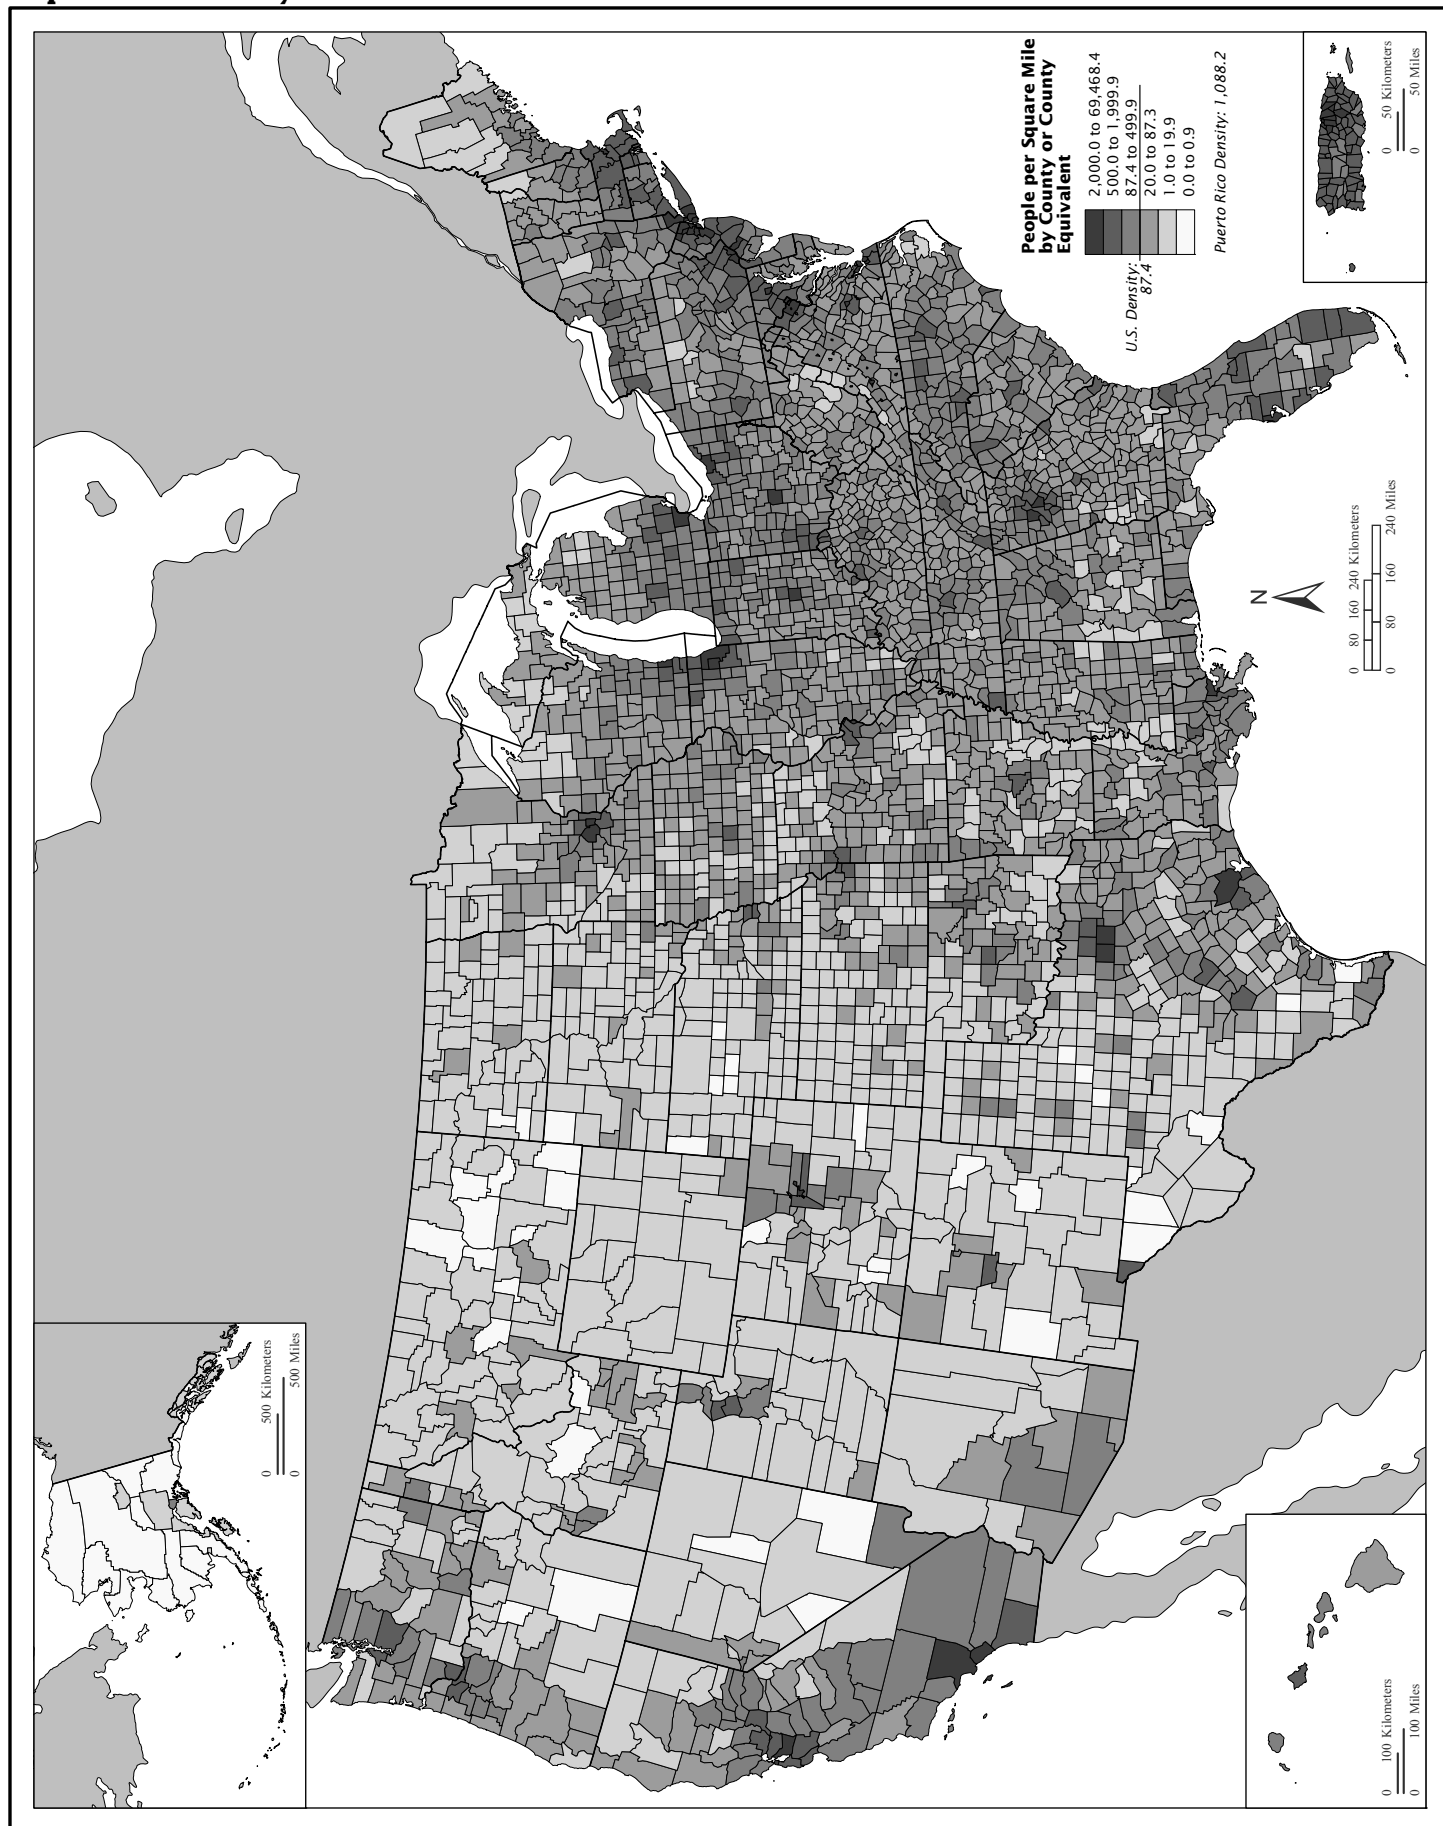 People per Square Mile
by County or County
Equivalent
2,000.0 to 69,468.4
500.0 to 1,999.9
87.4 to 499.9
20.0 to 87.3
1.0 to 19.9
0.0 to 0.9
U.S. Density:
87.4
Puerto Rico Density: 1,088.2
0 500 Kilometers
0 500 Miles
0 100 Kilometers
0 100 Miles
N
0 80 160 240 Kilometers
0 80 160 240 Miles
0 50 Kilometers
0 50 Miles